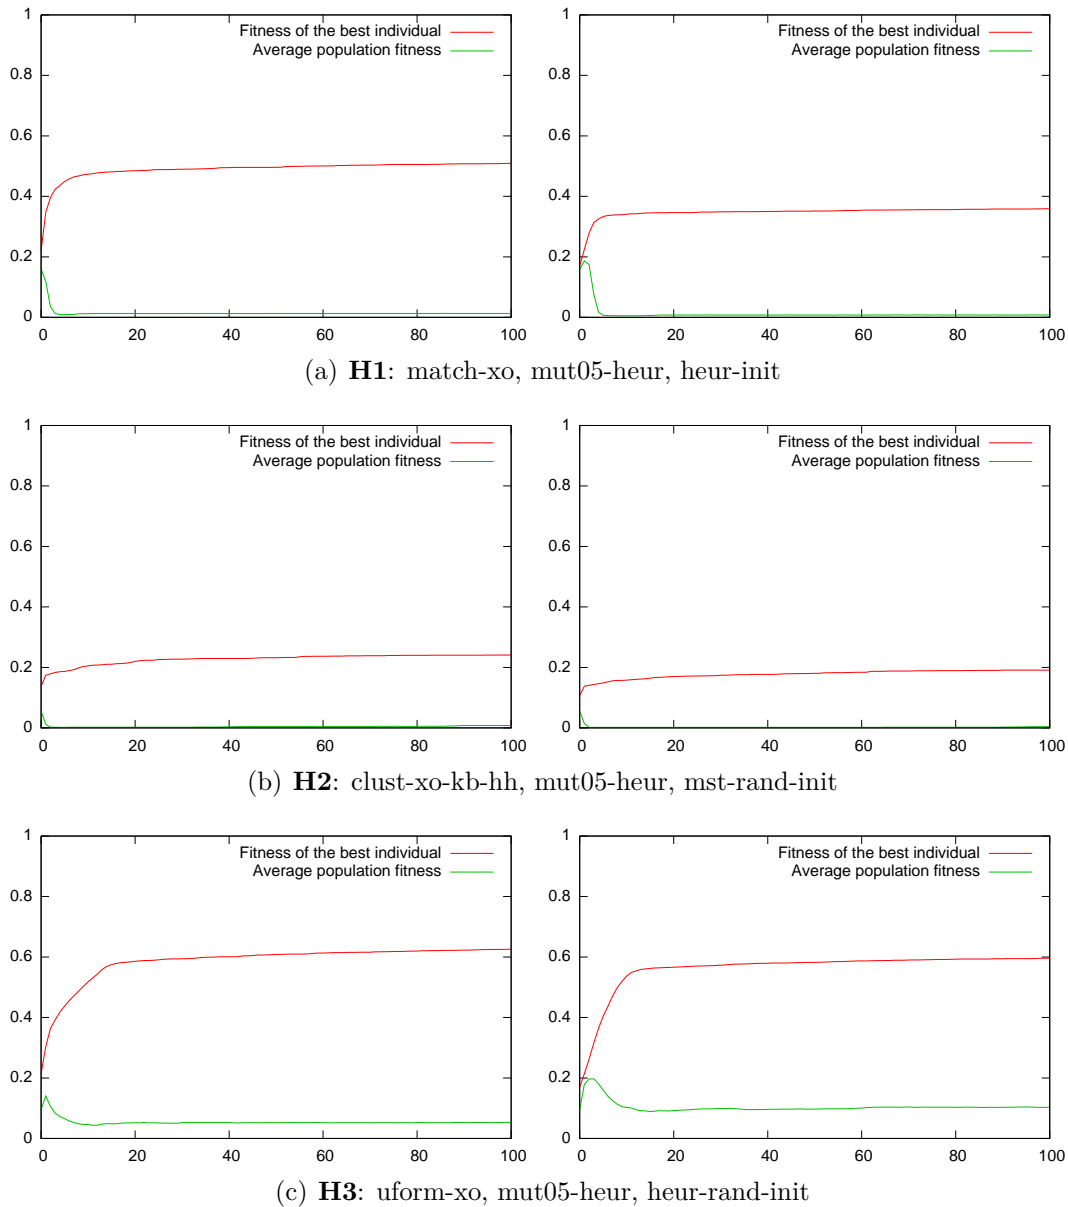 1
0.8
0.6
0.4
0.2
0
0 20 40 60 80 100
Fitness of the best individual
Average population fitness
1
0.8
0.6
0.4
0.2
0
0 20 40 60 80 100
Fitness of the best individual
Average population fitness
(a) H1: match-xo, mut05-heur, heur-init
1
0.8
0.6
0.4
0.2
0
0 20 40 60 80 100
Fitness of the best individual
Average population fitness
1
0.8
0.6
0.4
0.2
0
0 20 40 60 80 100
Fitness of the best individual
Average population fitness
(b) H2: clust-xo-kb-hh, mut05-heur, mst-rand-init
1
0.8
0.6
0.4
0.2
0
0 20 40 60 80 100
Fitness of the best individual
Average population fitness
1
0.8
0.6
0.4
0.2
0
0 20 40 60 80 100
Fitness of the best individual
Average population fitness
(c) H3: uform-xo, mut05-heur, heur-rand-init